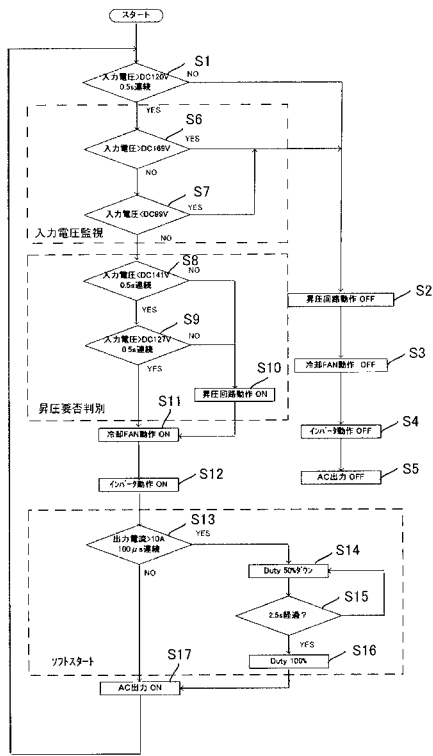 スタート
S1
入力電圧>DC120V
0.5s連続
NO
YES
S6
入力電圧>DC169V
YES
NO
S7
入力電圧<DC99V
YES
入力電圧監視
NO
S8
入力電圧<DC141V
0.5s連続
NO
YES
S9
入力電圧>DC127V
0.5s連続
NO
YES
S10
昇圧回路動作 ON
昇圧要否判別
S11
冷却FAN動作 ON
S12
インバータ動作 ON
S2
昇圧回路動作 OFF
S3
冷却FAN動作 OFF
S4
インバータ動作 OFF
S5
AC出力 OFF
S13
出力電流>10A
100μs連続
YES
NO
S14
Duty 50%ダウン
S15
2.5s経過?
YES
S16
Duty 100%
ソフトスタート
S17
AC出力 ON